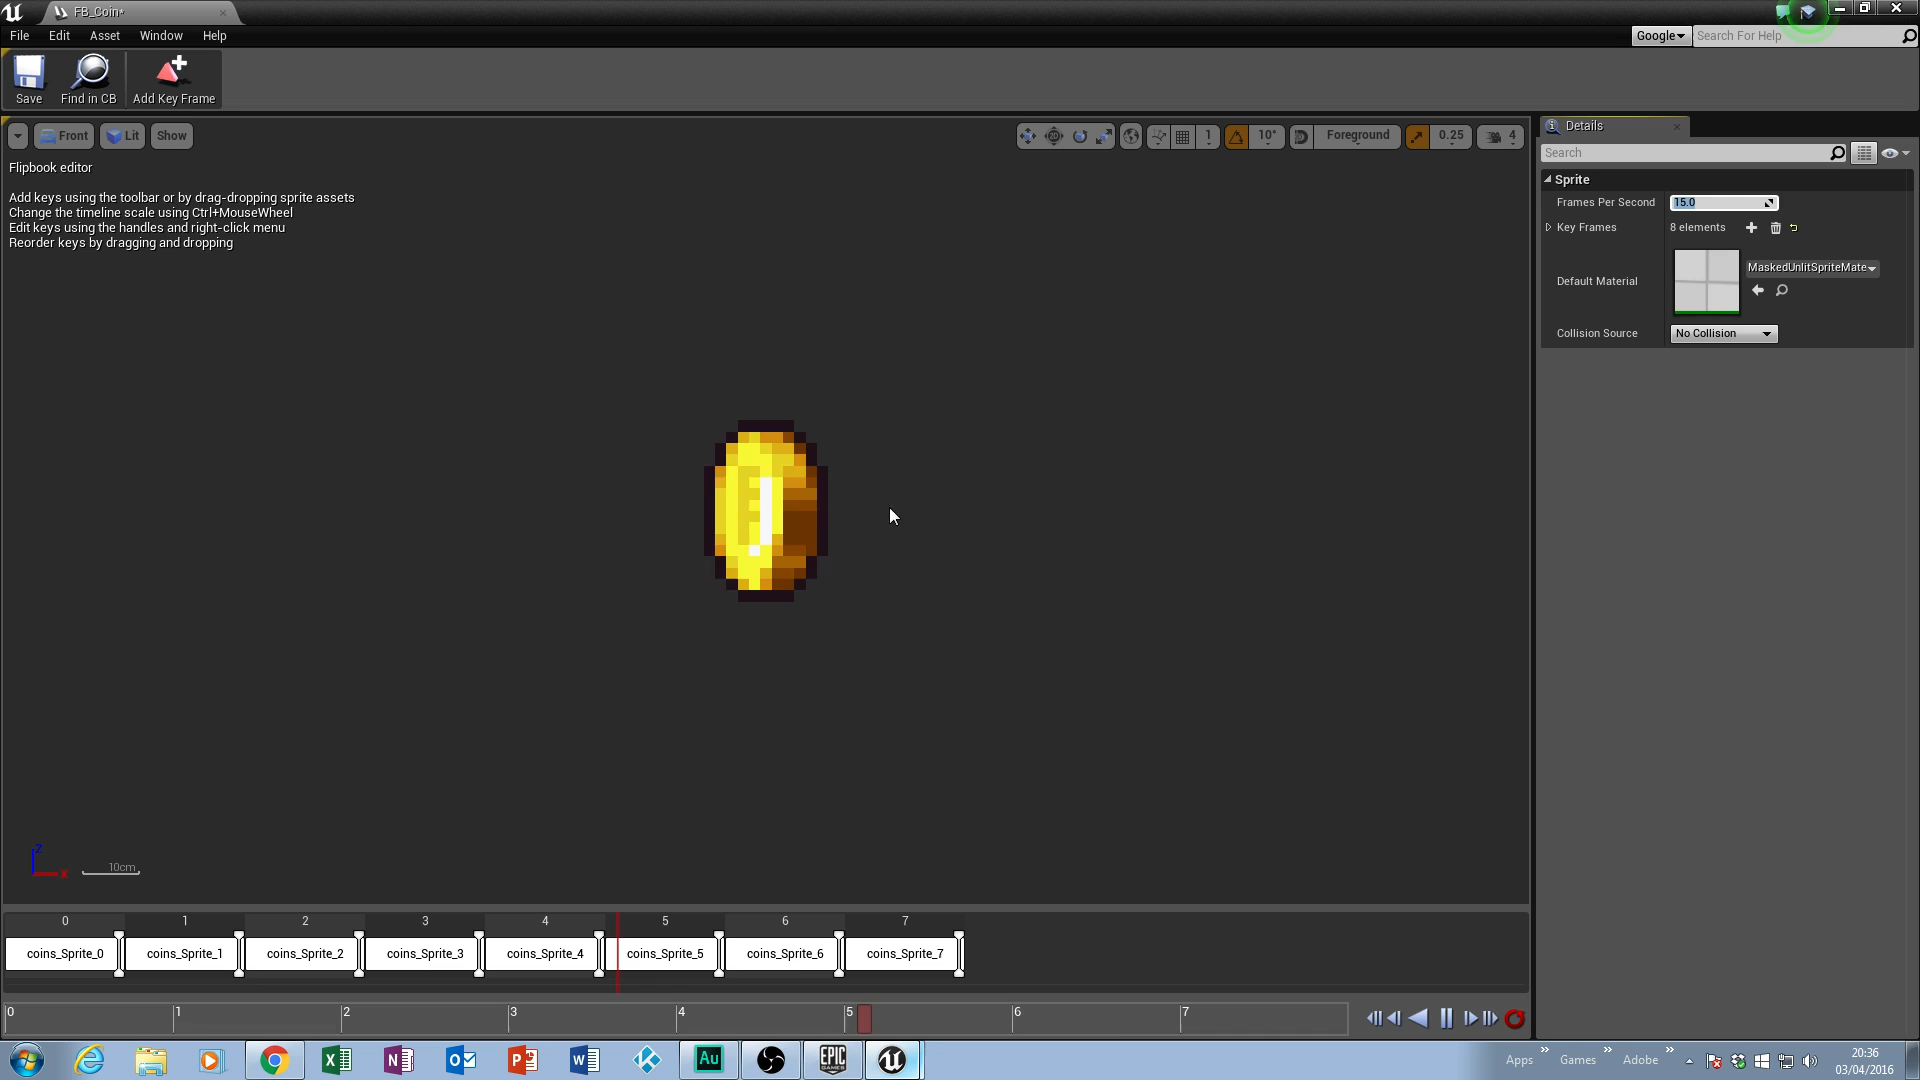 FB_Coin*
File Edit Asset Window Help
Google Search For Help
Save Find in CB Add Key Frame
Front Lit Show
1 10° Foreground 0.25 4
Flipbook editor
Add keys using the toolbar or by drag-dropping sprite assets
Change the timeline scale using Ctrl+MouseWheel
Edit keys using the handles and right-click menu
Reorder keys by dragging and dropping
Details
Search
Sprite
Frames Per Second 15.0
Key Frames 8 elements
Default Material MaskedUnlitSpriteMate
Collision Source No Collision
Z
X
10cm
0 1 2 3 4 5 6 7
coins_Sprite_0 coins_Sprite_1 coins_Sprite_2 coins_Sprite_3 coins_Sprite_4 coins_Sprite_5 coins_Sprite_6 coins_Sprite_7
0 1 2 3 4 5 6 7
Au
EPIC GAMES
Apps » Games » Adobe »
20:36
03/04/2016